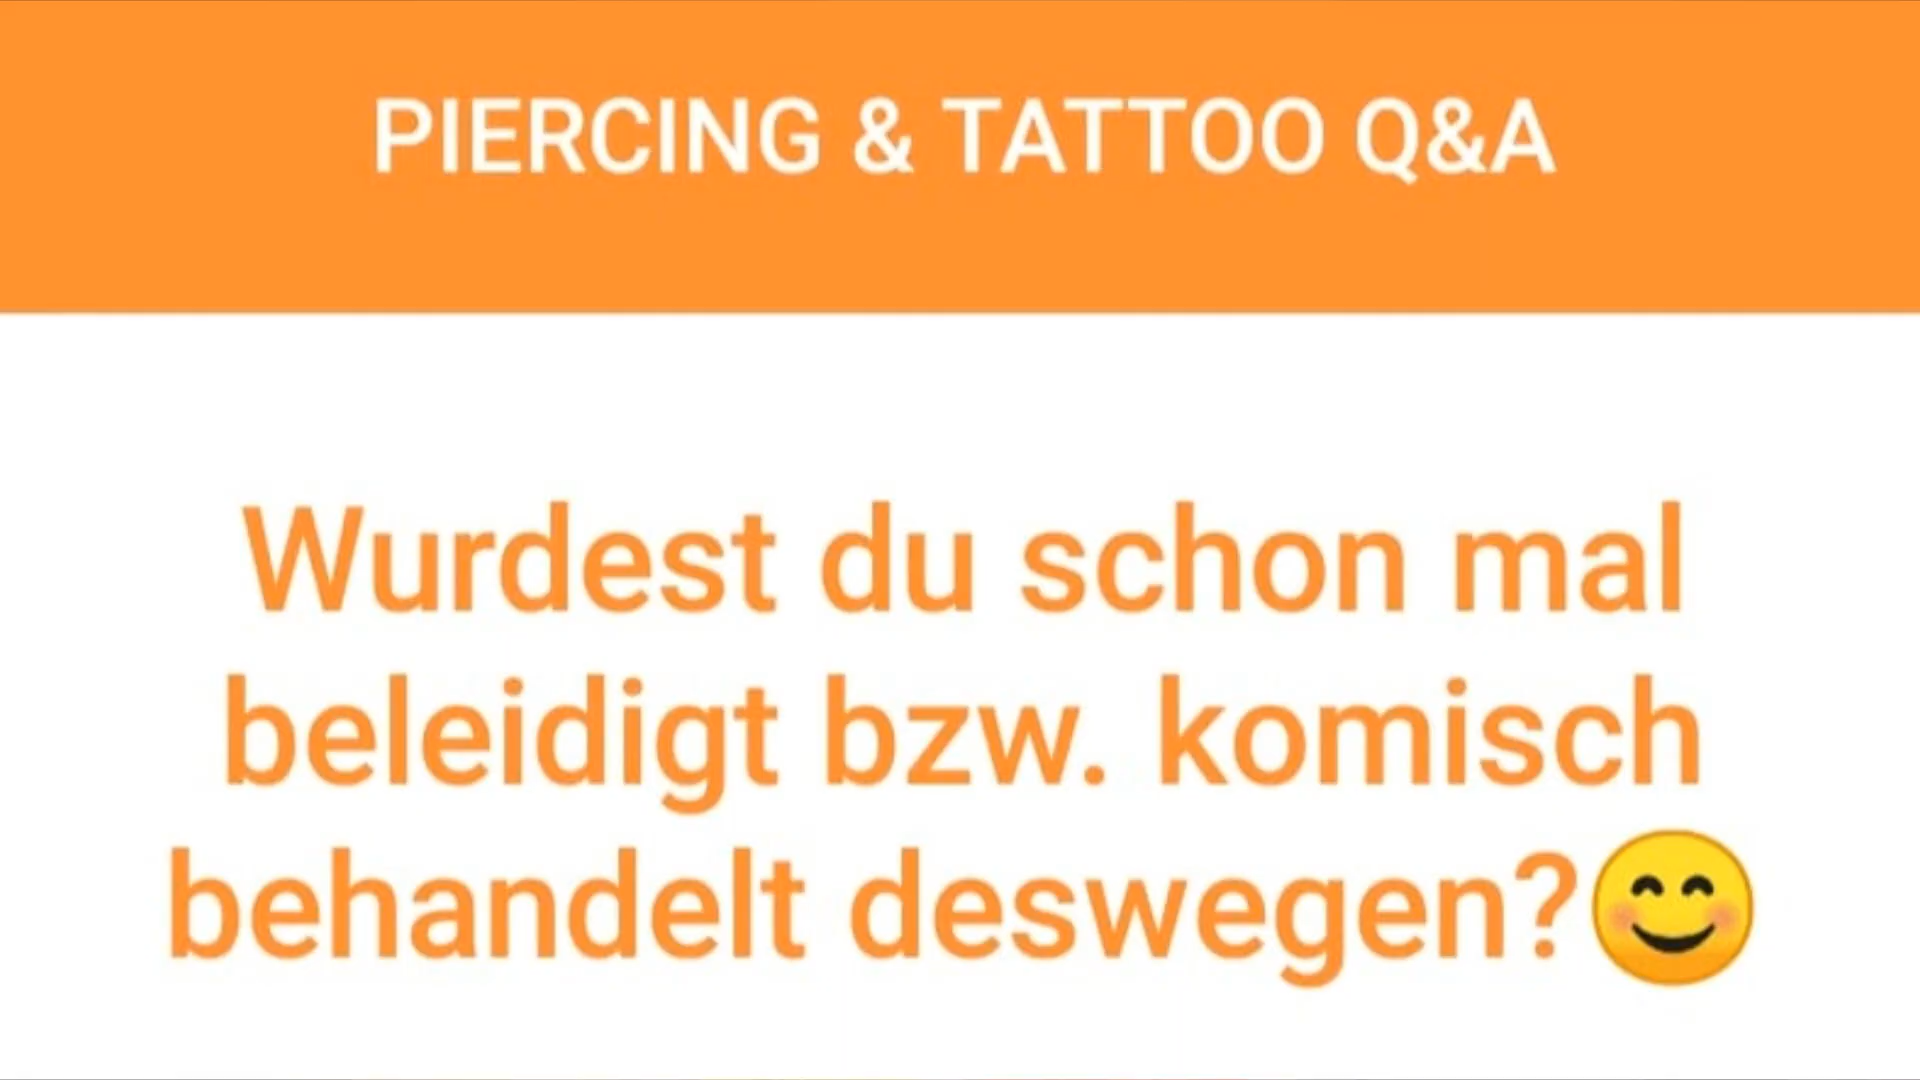 PIERCING & TATTOO Q&A
Wurdest du schon mal
beleidigt bzw. komisch
behandelt deswegen?😊